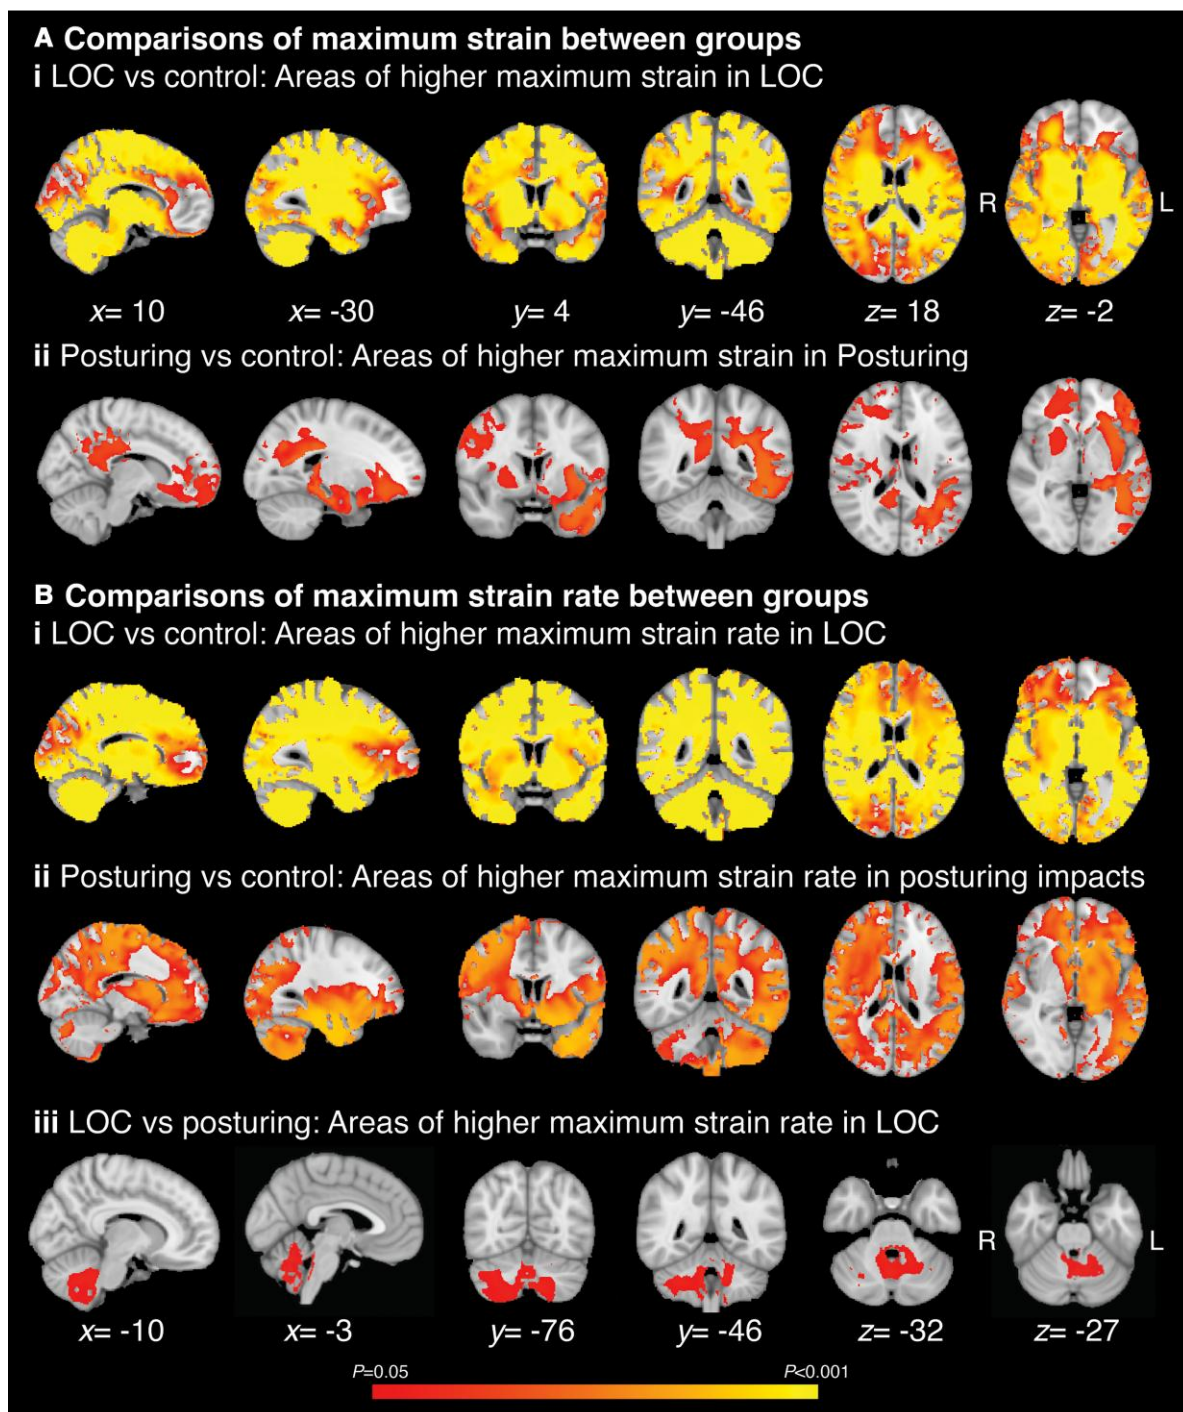 A Comparisons of maximum strain between groups
i LOC vs control: Areas of higher maximum strain in LOC
R L
x= 10 x= -30 y= 4 y= -46 z= 18 z= -2
ii Posturing vs control: Areas of higher maximum strain in Posturing
B Comparisons of maximum strain rate between groups
i LOC vs control: Areas of higher maximum strain rate in LOC
ii Posturing vs control: Areas of higher maximum strain rate in posturing impacts
iii LOC vs posturing: Areas of higher maximum strain rate in LOC
R L
x= -10 x= -3 y= -76 y= -46 z= -32 z= -27
P=0.05 P<0.001